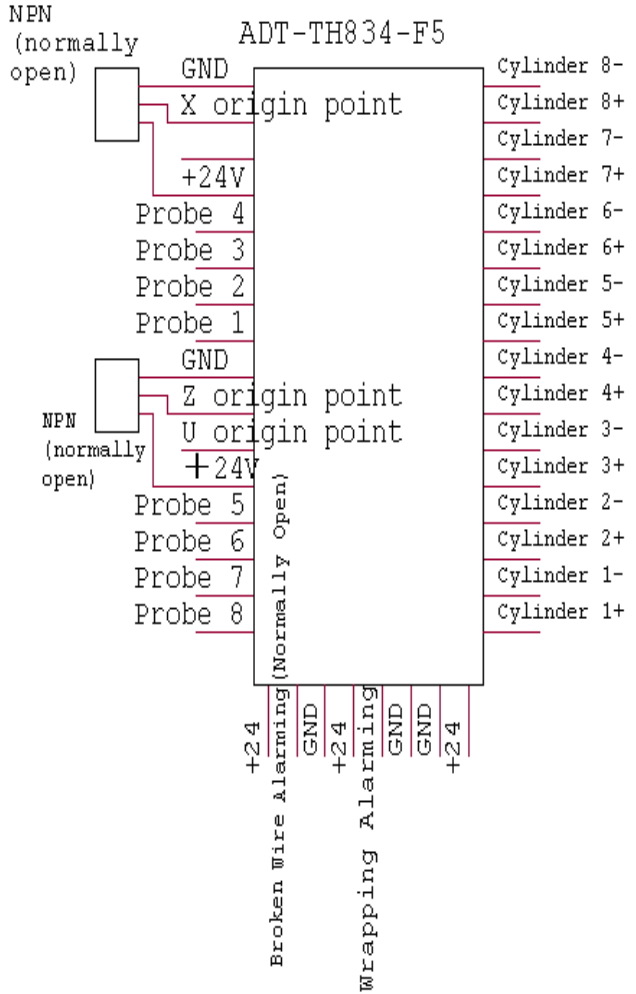 NPN
(normally
open)
ADT-TH834-F5
GND
X origin point
+24V
Probe 4
Probe 3
Probe 2
Probe 1
GND
Z origin point
U origin point
+24V
NPN
(normally
open)
Probe 5
Probe 6
Probe 7
Probe 8
Cylinder 8-
Cylinder 8+
Cylinder 7-
Cylinder 7+
Cylinder 6-
Cylinder 6+
Cylinder 5-
Cylinder 5+
Cylinder 4-
Cylinder 4+
Cylinder 3-
Cylinder 3+
Cylinder 2-
Cylinder 2+
Cylinder 1-
Cylinder 1+
+24
Broken Wire Alarming(Normally Open)
GND
+24
Wrapping Alarming
GND
GND
+24